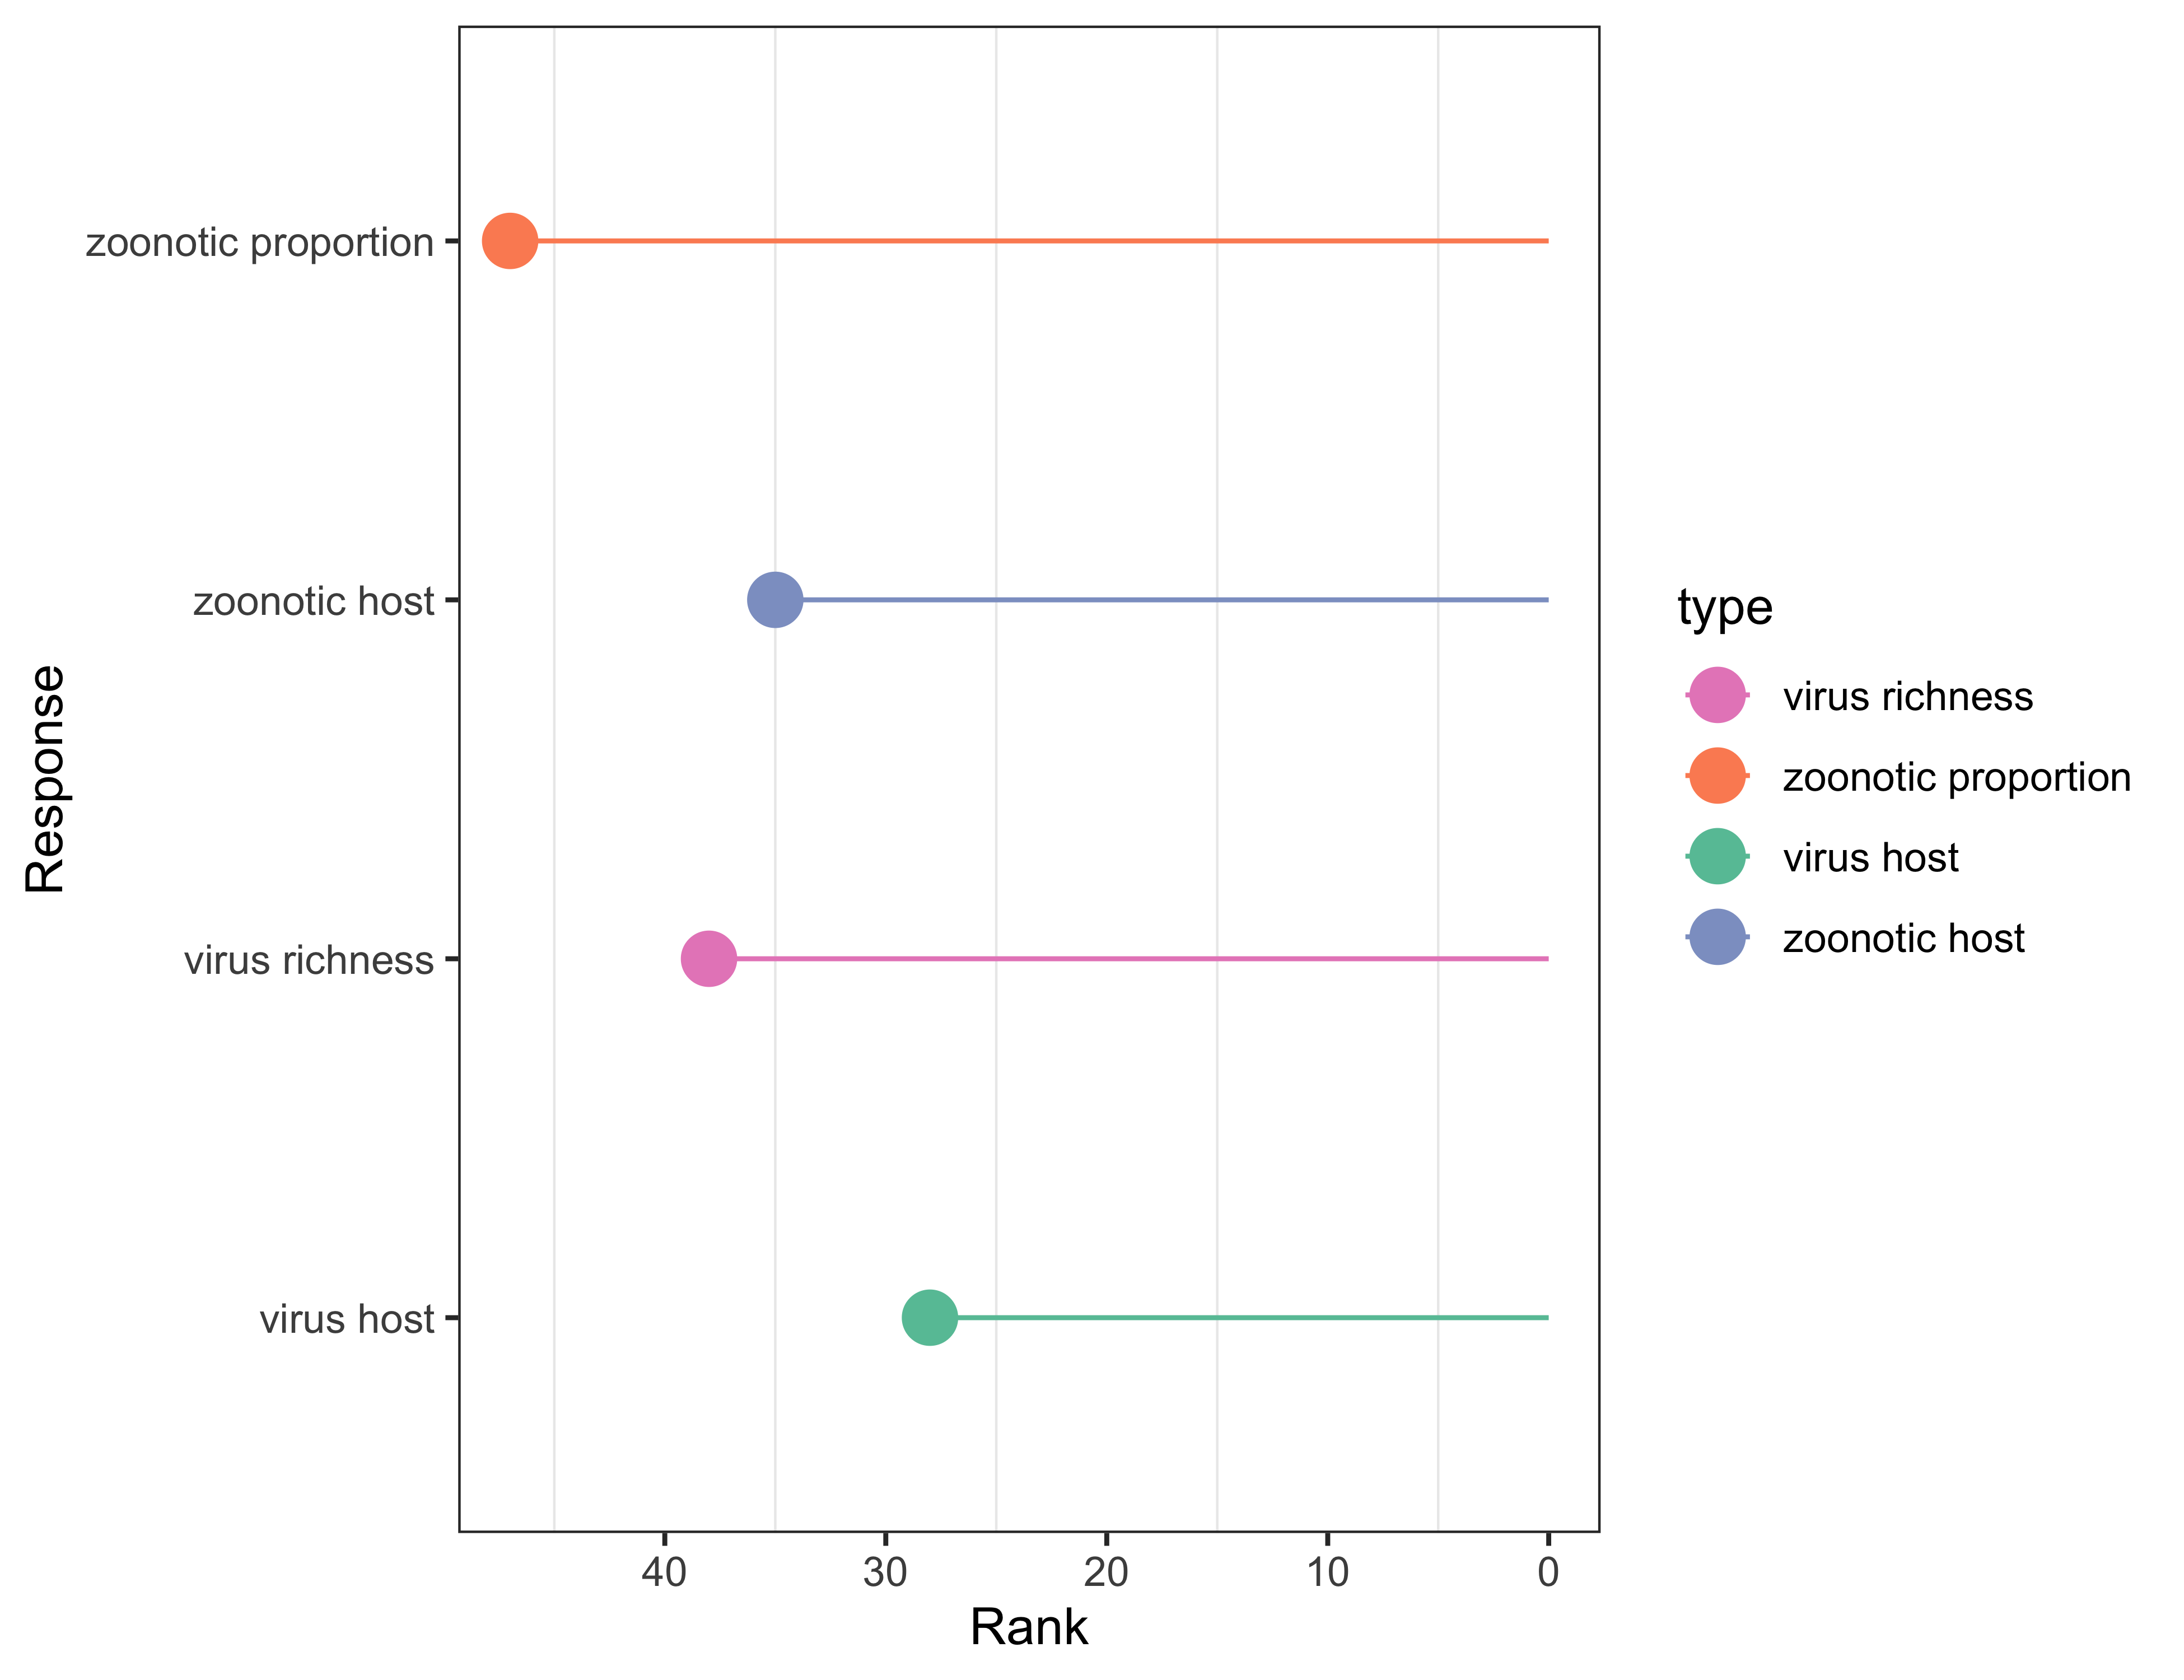 zoonotic proportion
zoonotic host
virus richness
virus host
Response
40 30 20 10 0
Rank
type
virus richness
zoonotic proportion
virus host
zoonotic host